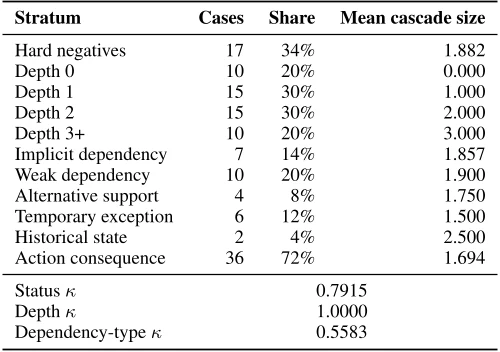 Stratum Cases Share Mean cascade size
Hard negatives 17 34% 1.882
Depth 0 10 20% 0.000
Depth 1 15 30% 1.000
Depth 2 15 30% 2.000
Depth 3+ 10 20% 3.000
Implicit dependency 7 14% 1.857
Weak dependency 10 20% 1.900
Alternative support 4 8% 1.750
Temporary exception 6 12% 1.500
Historical state 2 4% 2.500
Action consequence 36 72% 1.694
Status κ 0.7915
Depth κ 1.0000
Dependency-type κ 0.5583